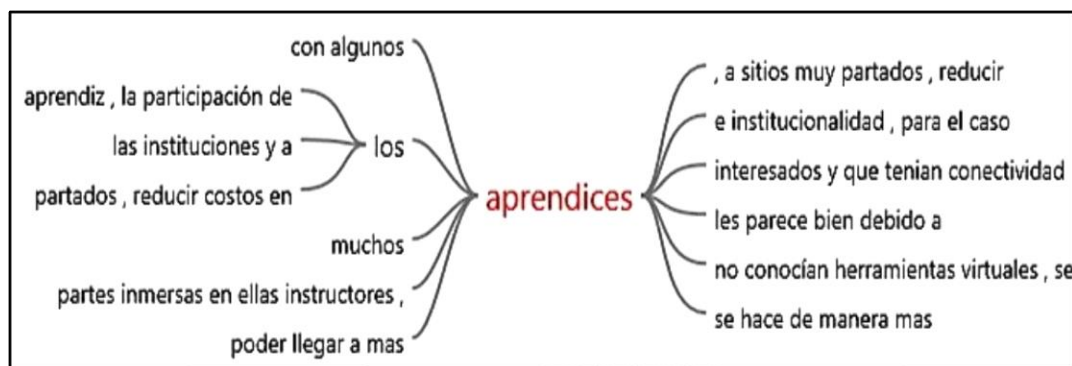 con algunos
aprendiz , la participación de
las instituciones y a
partados , reducir costos en
los
muchos
partes inmersas en ellas instructores ,
poder llegar a mas
aprendices
, a sitios muy partados , reducir
e institucionalidad , para el caso
interesados y que tenian conectividad
les parece bien debido a
no conocían herramientas virtuales , se
se hace de manera mas